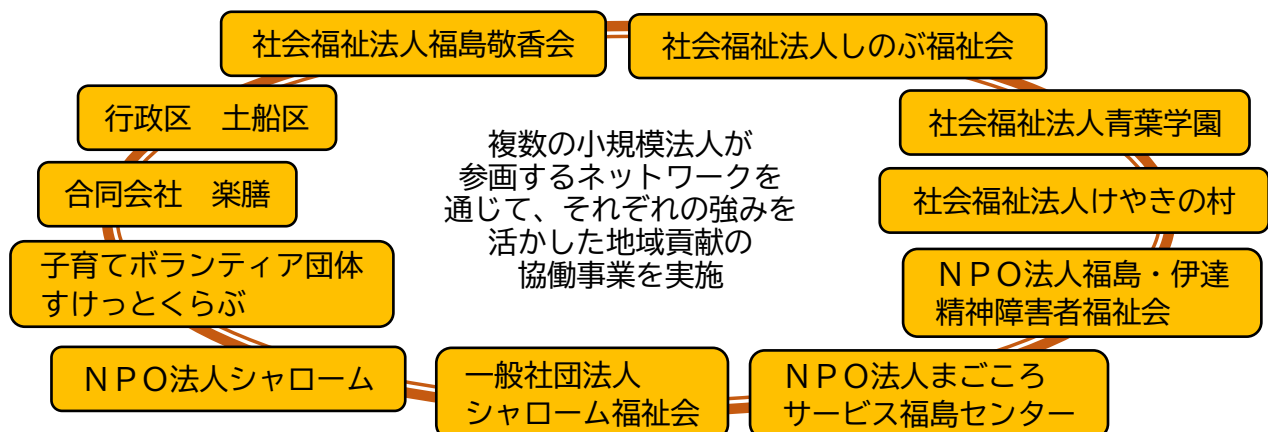 社会福祉法人福島敬香会
社会福祉法人しのぶ福祉会
行政区　土船区
社会福祉法人青葉学園
複数の小規模法人が
参画するネットワークを
通じて、それぞれの強みを
活かした地域貢献の
協働事業を実施
合同会社　楽膳
社会福祉法人けやきの村
子育てボランティア団体
すけっとくらぶ
ＮＰＯ法人福島・伊達
精神障害者福祉会
ＮＰＯ法人シャローム
一般社団法人
シャローム福祉会
ＮＰＯ法人まごころ
サービス福島センター